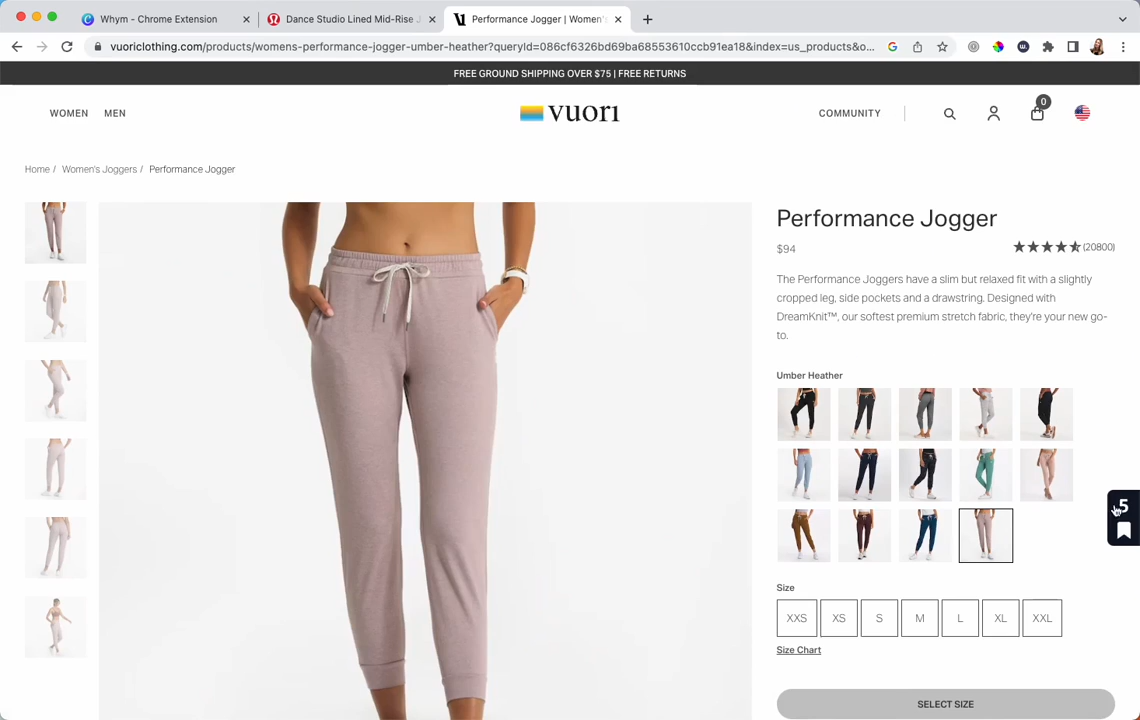 Whym - Chrome Extension
Dance Studio Lined Mid-Rise J
Performance Jogger | Women's
vuoriclothing.com/products/womens-performance-jogger-umber-heather?queryId=086cf6326bd69ba68553610ccb91ea18&index=us_products&o...
FREE GROUND SHIPPING OVER $75 | FREE RETURNS
WOMEN MEN
vuori
COMMUNITY
0
Home / Women's Joggers / Performance Jogger
Performance Jogger
$94
(20800)
The Performance Joggers have a slim but relaxed fit with a slightly
cropped leg, side pockets and a drawstring. Designed with
DreamKnit™, our softest premium stretch fabric, they're your new go-
to.
Umber Heather
5
Size
XXS XS S M L XL XXL
Size Chart
SELECT SIZE